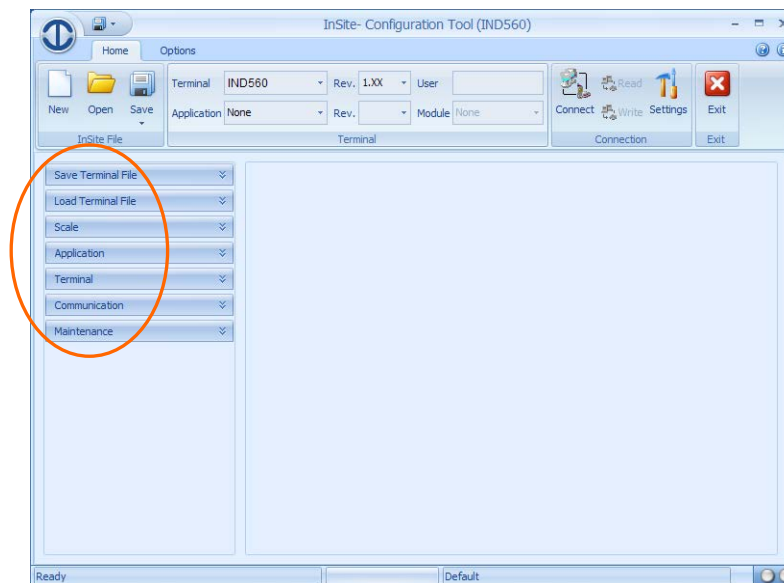 InSite- Configuration Tool (IND560)
Home Options
Terminal IND560 Rev. 1.XX User
New Open Save Application None Rev. Module None Connect Read Write Settings Exit
InSite File Terminal Connection Exit
Save Terminal File
Load Terminal File
Scale
Application
Terminal
Communication
Maintenance
Ready Default